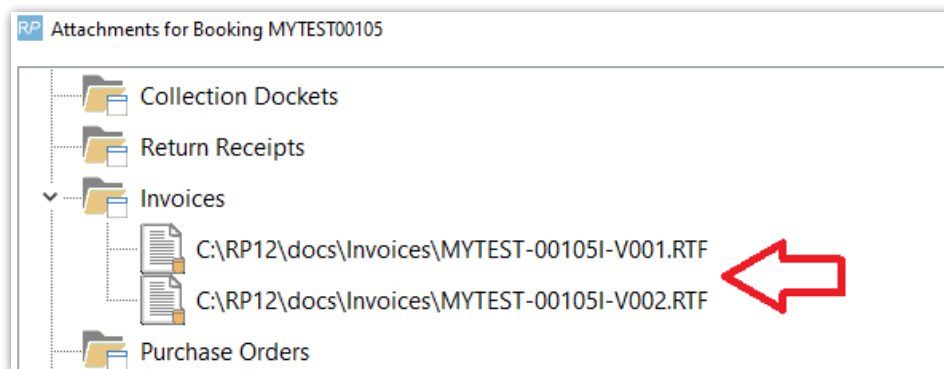 RP Attachments for Booking MYTEST00105
Collection Dockets
Return Receipts
Invoices
C:\RP12\docs\Invoices\MYTEST-00105I-V001.RTF
C:\RP12\docs\Invoices\MYTEST-00105I-V002.RTF
Purchase Orders